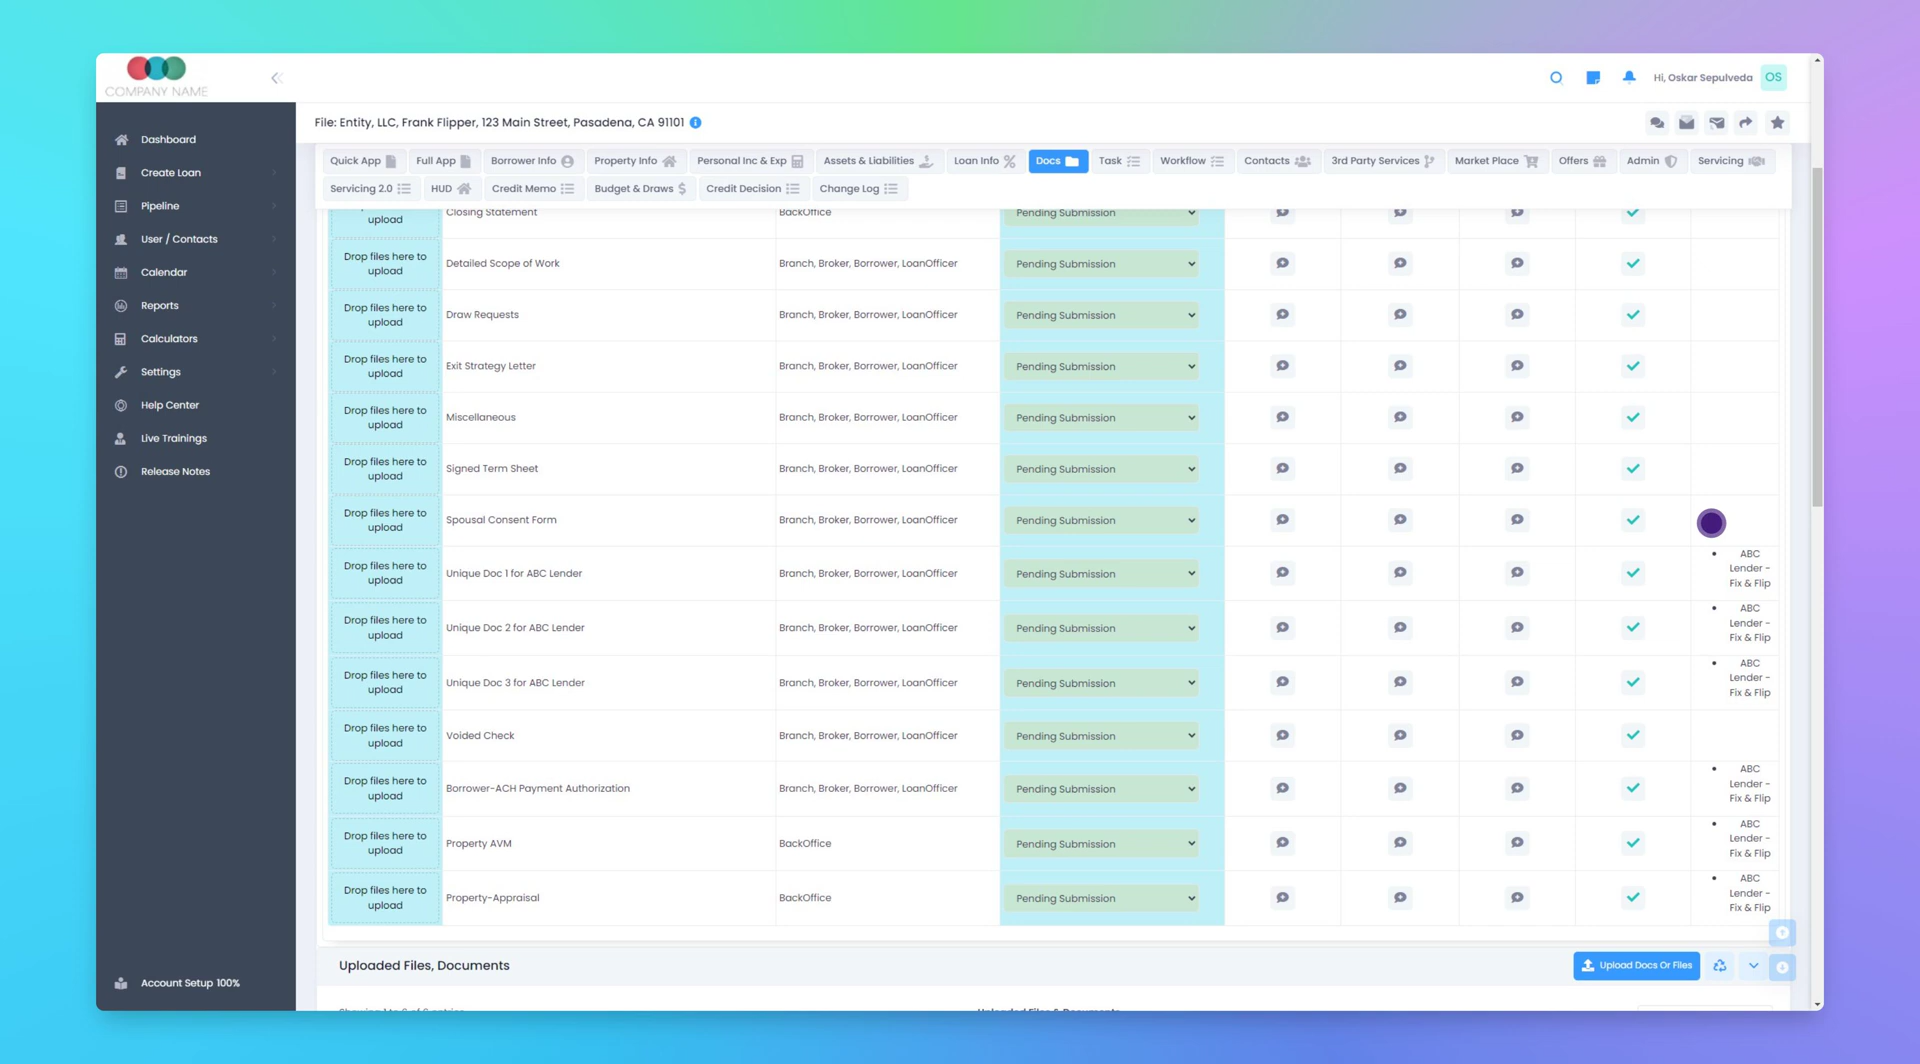 COMPANY NAME
Hi, Oskar Sepulveda
OS
Dashboard
Create Loan
Pipeline
User / Contacts
Calendar
Reports
Calculators
Settings
Help Center
Live Trainings
Release Notes
Account Setup 100%
File: Entity, LLC, Frank Flipper, 123 Main Street, Pasadena, CA 91101
Quick App
Full App
Borrower Info
Property Info
Personal Inc & Exp
Assets & Liabilities
Loan Info
Docs
Task
Workflow
Contacts
3rd Party Services
Market Place
Offers
Admin
Servicing
Servicing 2.0
HUD
Credit Memo
Budget & Draws
Credit Decision
Change Log
upload
Closing Statement
BackOffice
Pending Submission
Drop files here to
upload
Detailed Scope of Work
Branch, Broker, Borrower, LoanOfficer
Pending Submission
Drop files here to
upload
Draw Requests
Branch, Broker, Borrower, LoanOfficer
Pending Submission
Drop files here to
upload
Exit Strategy Letter
Branch, Broker, Borrower, LoanOfficer
Pending Submission
Drop files here to
upload
Miscellaneous
Branch, Broker, Borrower, LoanOfficer
Pending Submission
Drop files here to
upload
Signed Term Sheet
Branch, Broker, Borrower, LoanOfficer
Pending Submission
Drop files here to
upload
Spousal Consent Form
Branch, Broker, Borrower, LoanOfficer
Pending Submission
Drop files here to
upload
Unique Doc 1 for ABC Lender
Branch, Broker, Borrower, LoanOfficer
Pending Submission
ABC
Lender -
Fix & Flip
Drop files here to
upload
Unique Doc 2 for ABC Lender
Branch, Broker, Borrower, LoanOfficer
Pending Submission
ABC
Lender -
Fix & Flip
Drop files here to
upload
Unique Doc 3 for ABC Lender
Branch, Broker, Borrower, LoanOfficer
Pending Submission
ABC
Lender -
Fix & Flip
Drop files here to
upload
Voided Check
Branch, Broker, Borrower, LoanOfficer
Pending Submission
Drop files here to
upload
Borrower-ACH Payment Authorization
Branch, Broker, Borrower, LoanOfficer
Pending Submission
ABC
Lender -
Fix & Flip
Drop files here to
upload
Property AVM
BackOffice
Pending Submission
ABC
Lender -
Fix & Flip
Drop files here to
upload
Property-Appraisal
BackOffice
Pending Submission
ABC
Lender -
Fix & Flip
Uploaded Files, Documents
Upload Docs Or Files